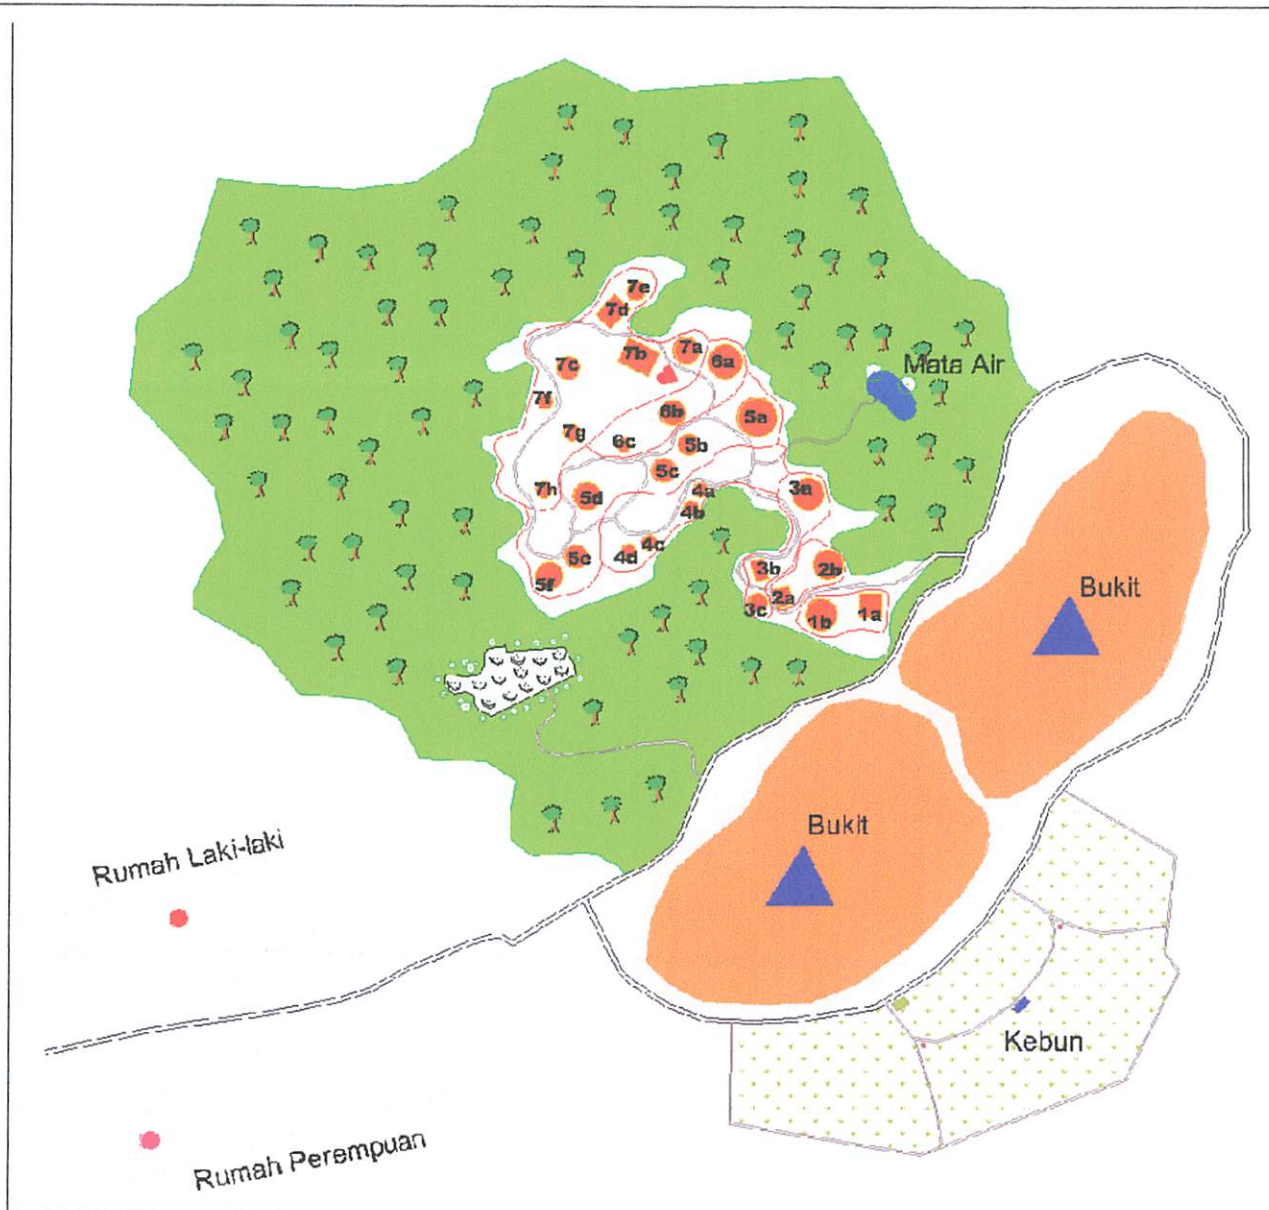 7e
7d
7b
7a
6a
7c
Mata Air
7f
6b
5a
7g
6c
5b
5c
7h
5d
4a
3a
4b
4c
5e
4d
3b
2b
5f
2a
3c
1b
1a
Bukit
Bukit
Rumah Laki-laki
Kebun
Rumah Perempuan